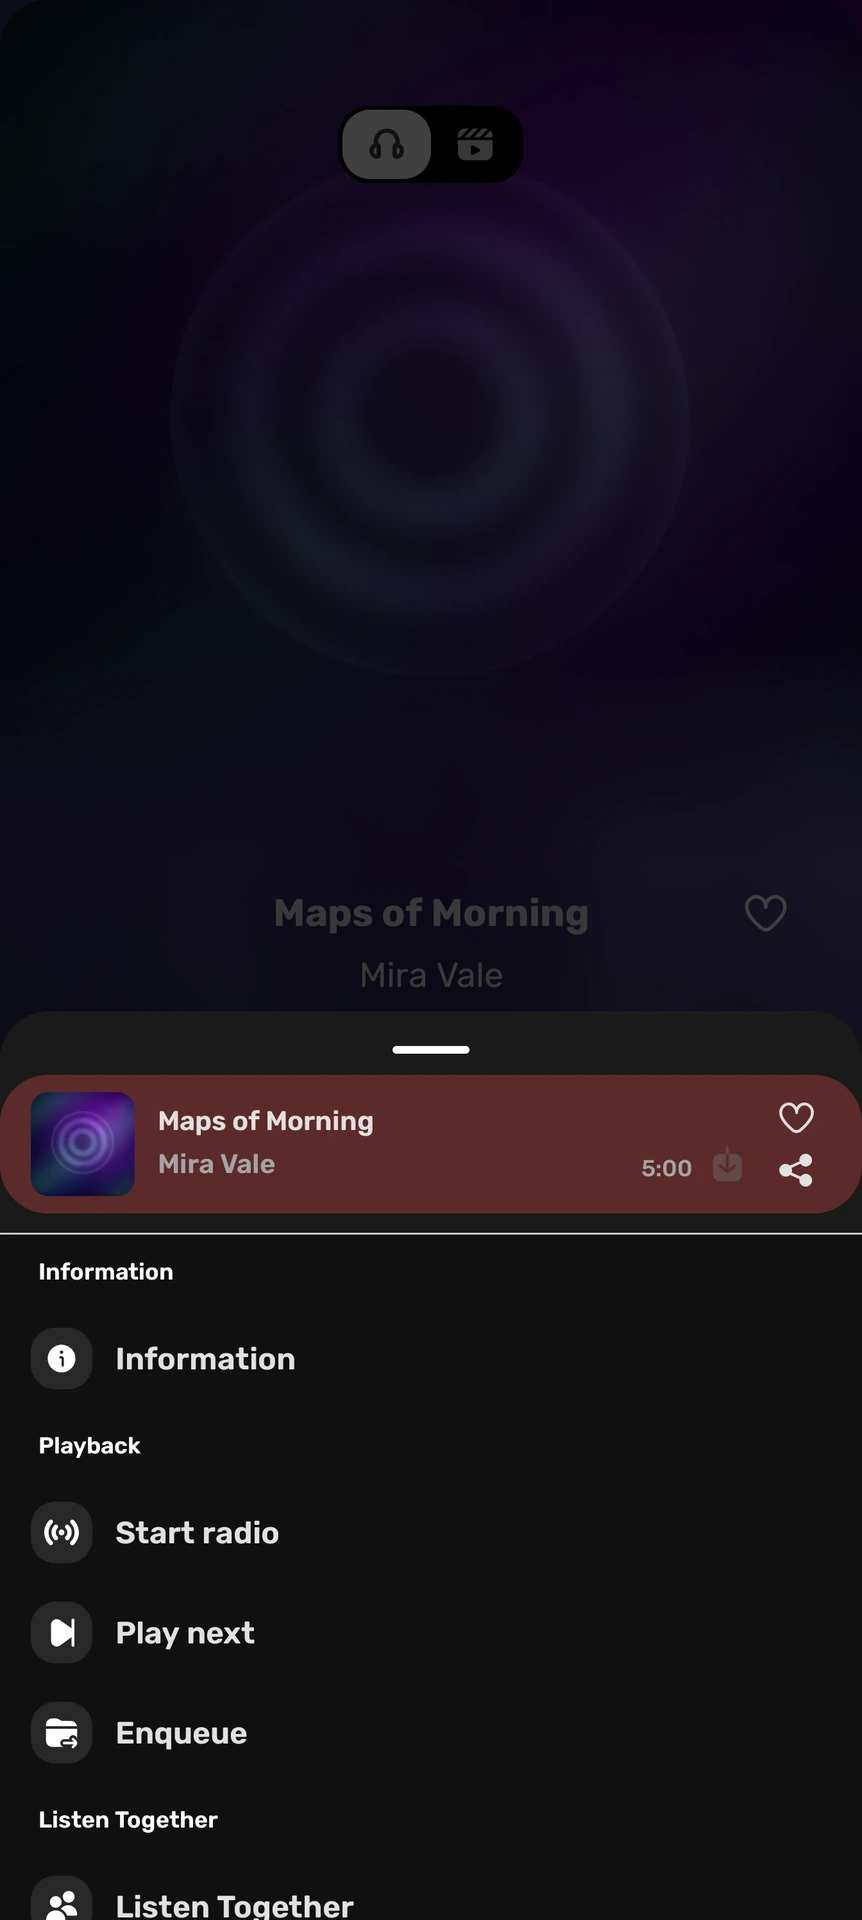 Maps of Morning
Mira Vale
Maps of Morning
Mira Vale
5:00
Information
Information
Playback
Start radio
Play next
Enqueue
Listen Together
Listen Together